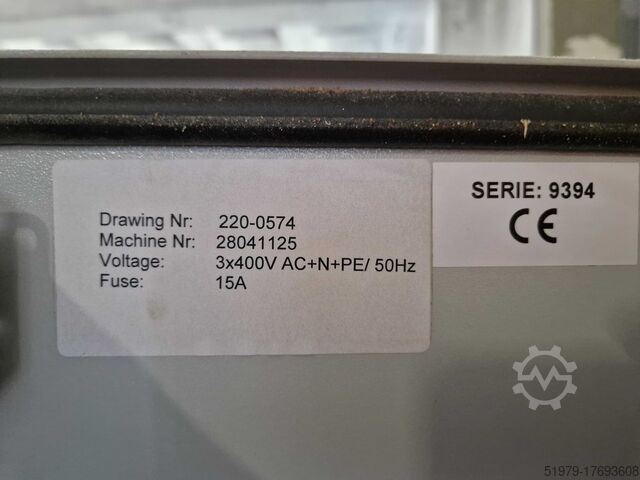 Drawing Nr: 220-0574
Machine Nr: 28041125
Voltage: 3x400V AC+N+PE/ 50Hz
Fuse: 15A
SERIE: 9394
CE
51979-17693608